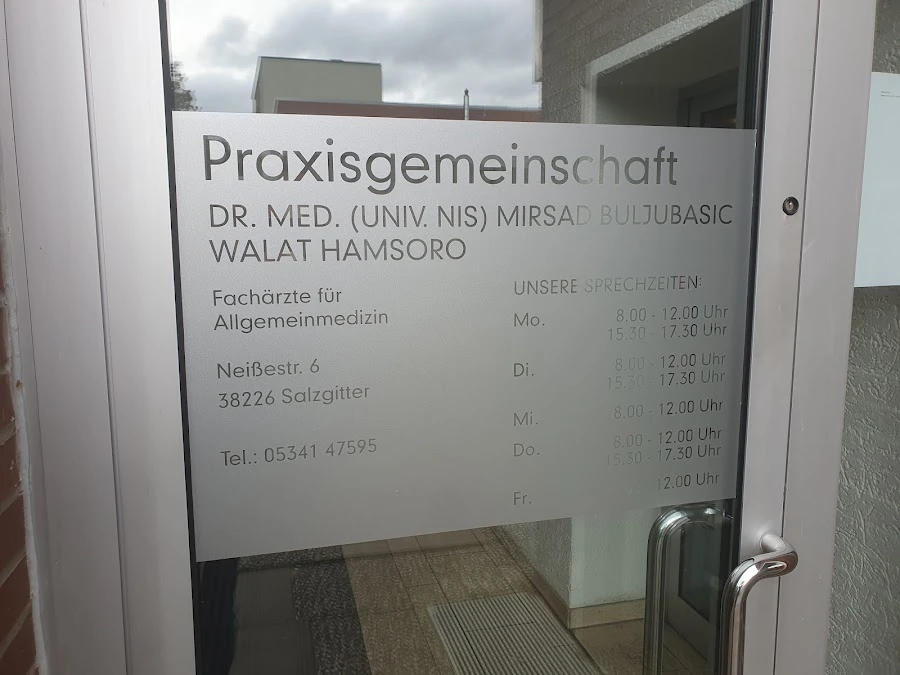 Praxisgemeinschaft
DR. MED. (UNIV. NIS) MIRSAD BULJUBASIC
WALAT HAMSORO
Fachärzte für
Allgemeinmedizin
Neißestr. 6
38226 Salzgitter
Tel.: 05341 47595
UNSERE SPRECHZEITEN:
Mo. 8.00 - 12.00 Uhr
15.30 - 17.30 Uhr
Di. 8.00 - 12.00 Uhr
15.30 - 17.30 Uhr
Mi. 8.00 - 12.00 Uhr
Do. 8.00 - 12.00 Uhr
15.30 - 17.30 Uhr
Fr. 12.00 Uhr